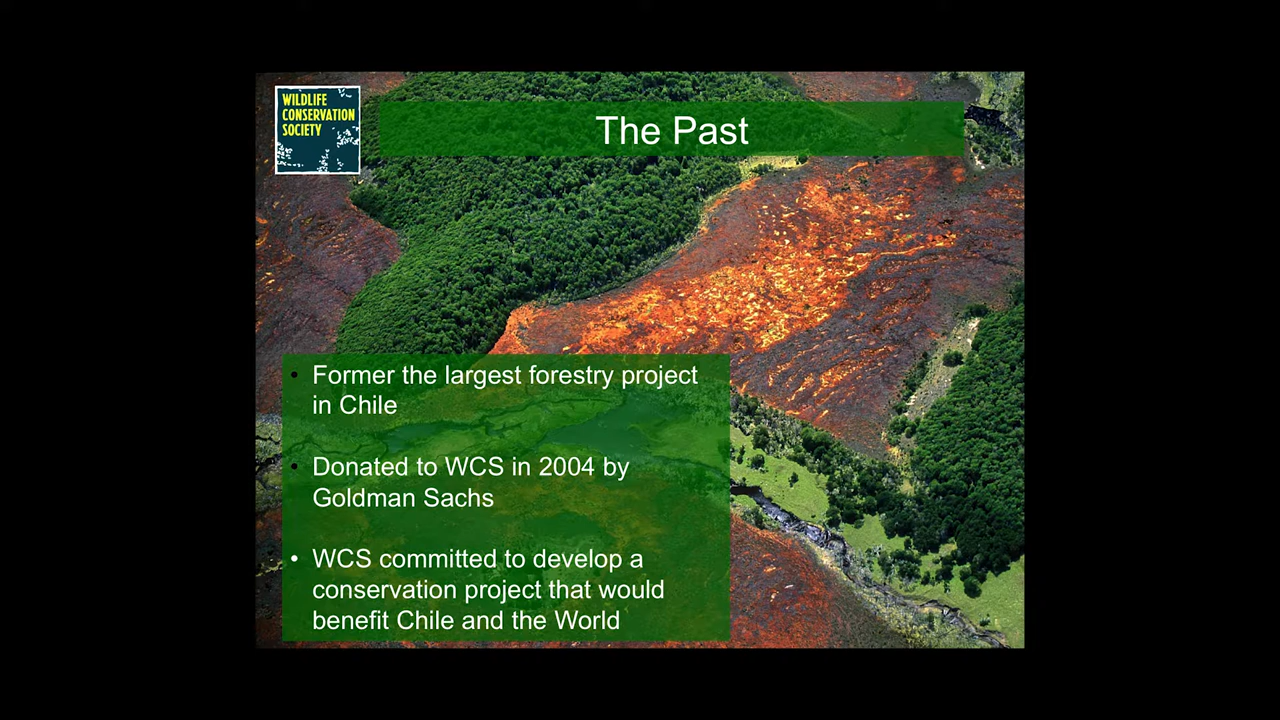 WILDLIFE
CONSERVATION
SOCIETY
The Past
• Former the largest forestry project
in Chile
• Donated to WCS in 2004 by
Goldman Sachs
• WCS committed to develop a
conservation project that would
benefit Chile and the World